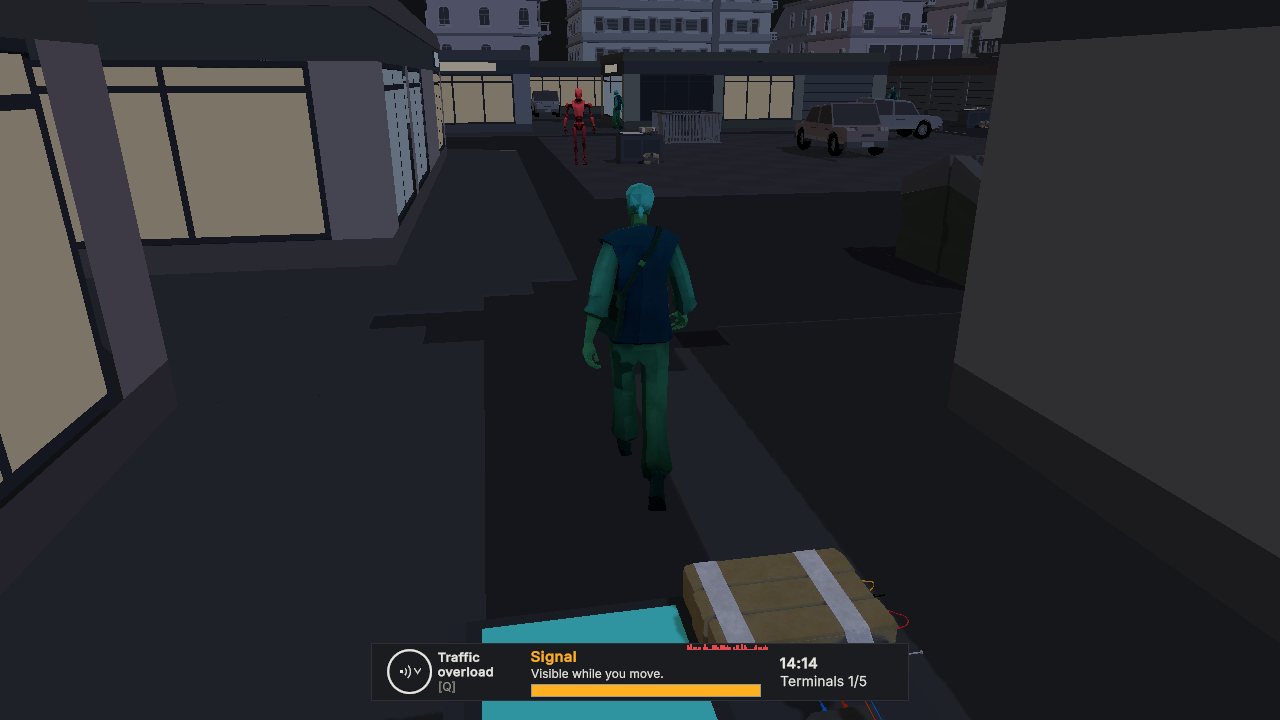 Traffic
overload
[Q]
Signal
Visible while you move.
14:14
Terminals 1/5